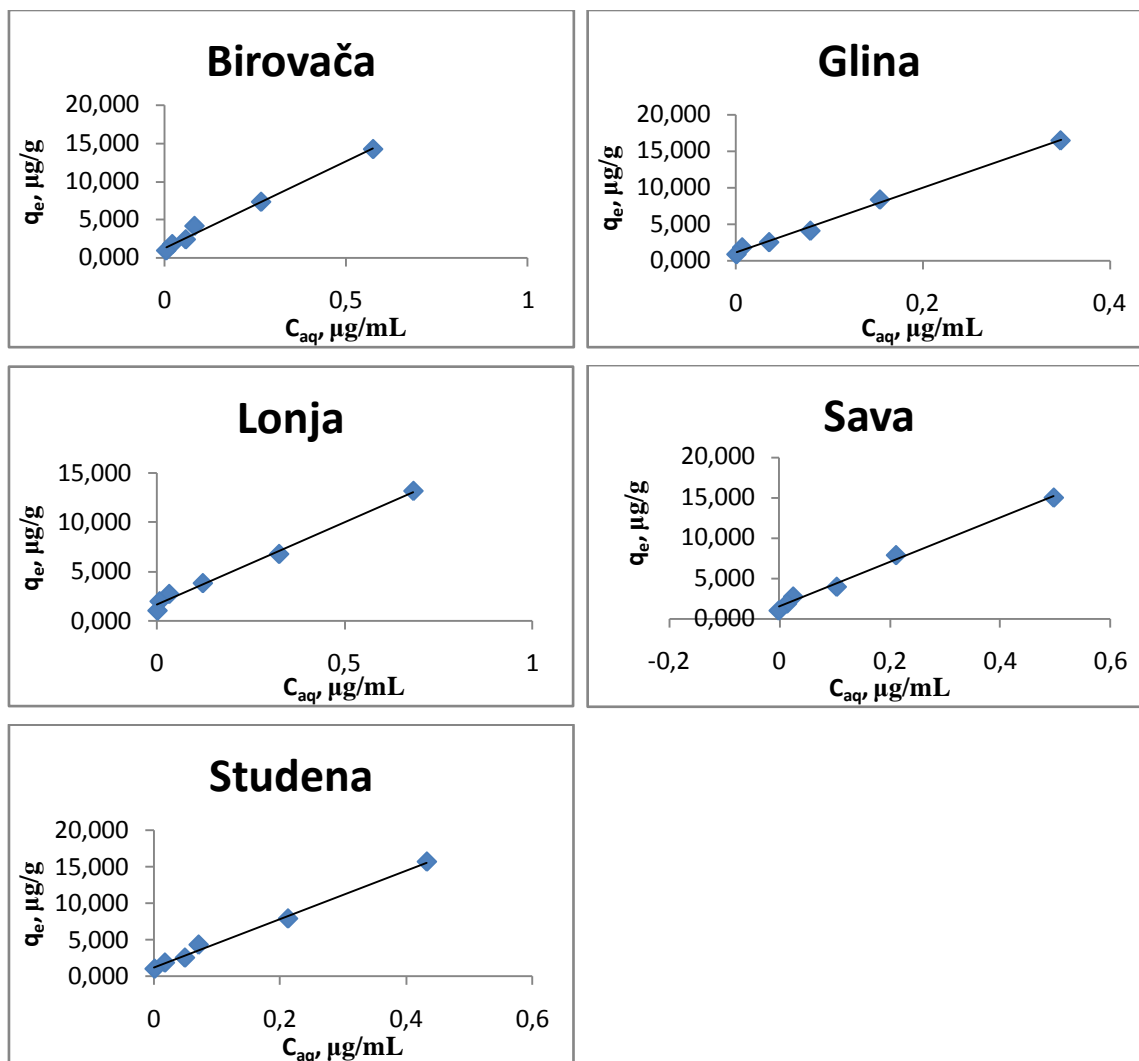 Birovača
20,000
15,000
10,000
5,000
0,000
qe, µg/g
0
0,5
1
Caq, µg/mL
Glina
20,000
15,000
10,000
5,000
0,000
qe, µg/g
0
0,2
0,4
Caq, µg/mL
Lonja
15,000
10,000
5,000
0,000
qe, µg/g
0
0,5
1
Caq, µg/mL
Sava
20,000
15,000
10,000
5,000
0,000
qe, µg/g
-0,2
0
0,2
0,4
0,6
Caq, µg/mL
Studena
20,000
15,000
10,000
5,000
0,000
qe, µg/g
0
0,2
0,4
0,6
Caq, µg/mL